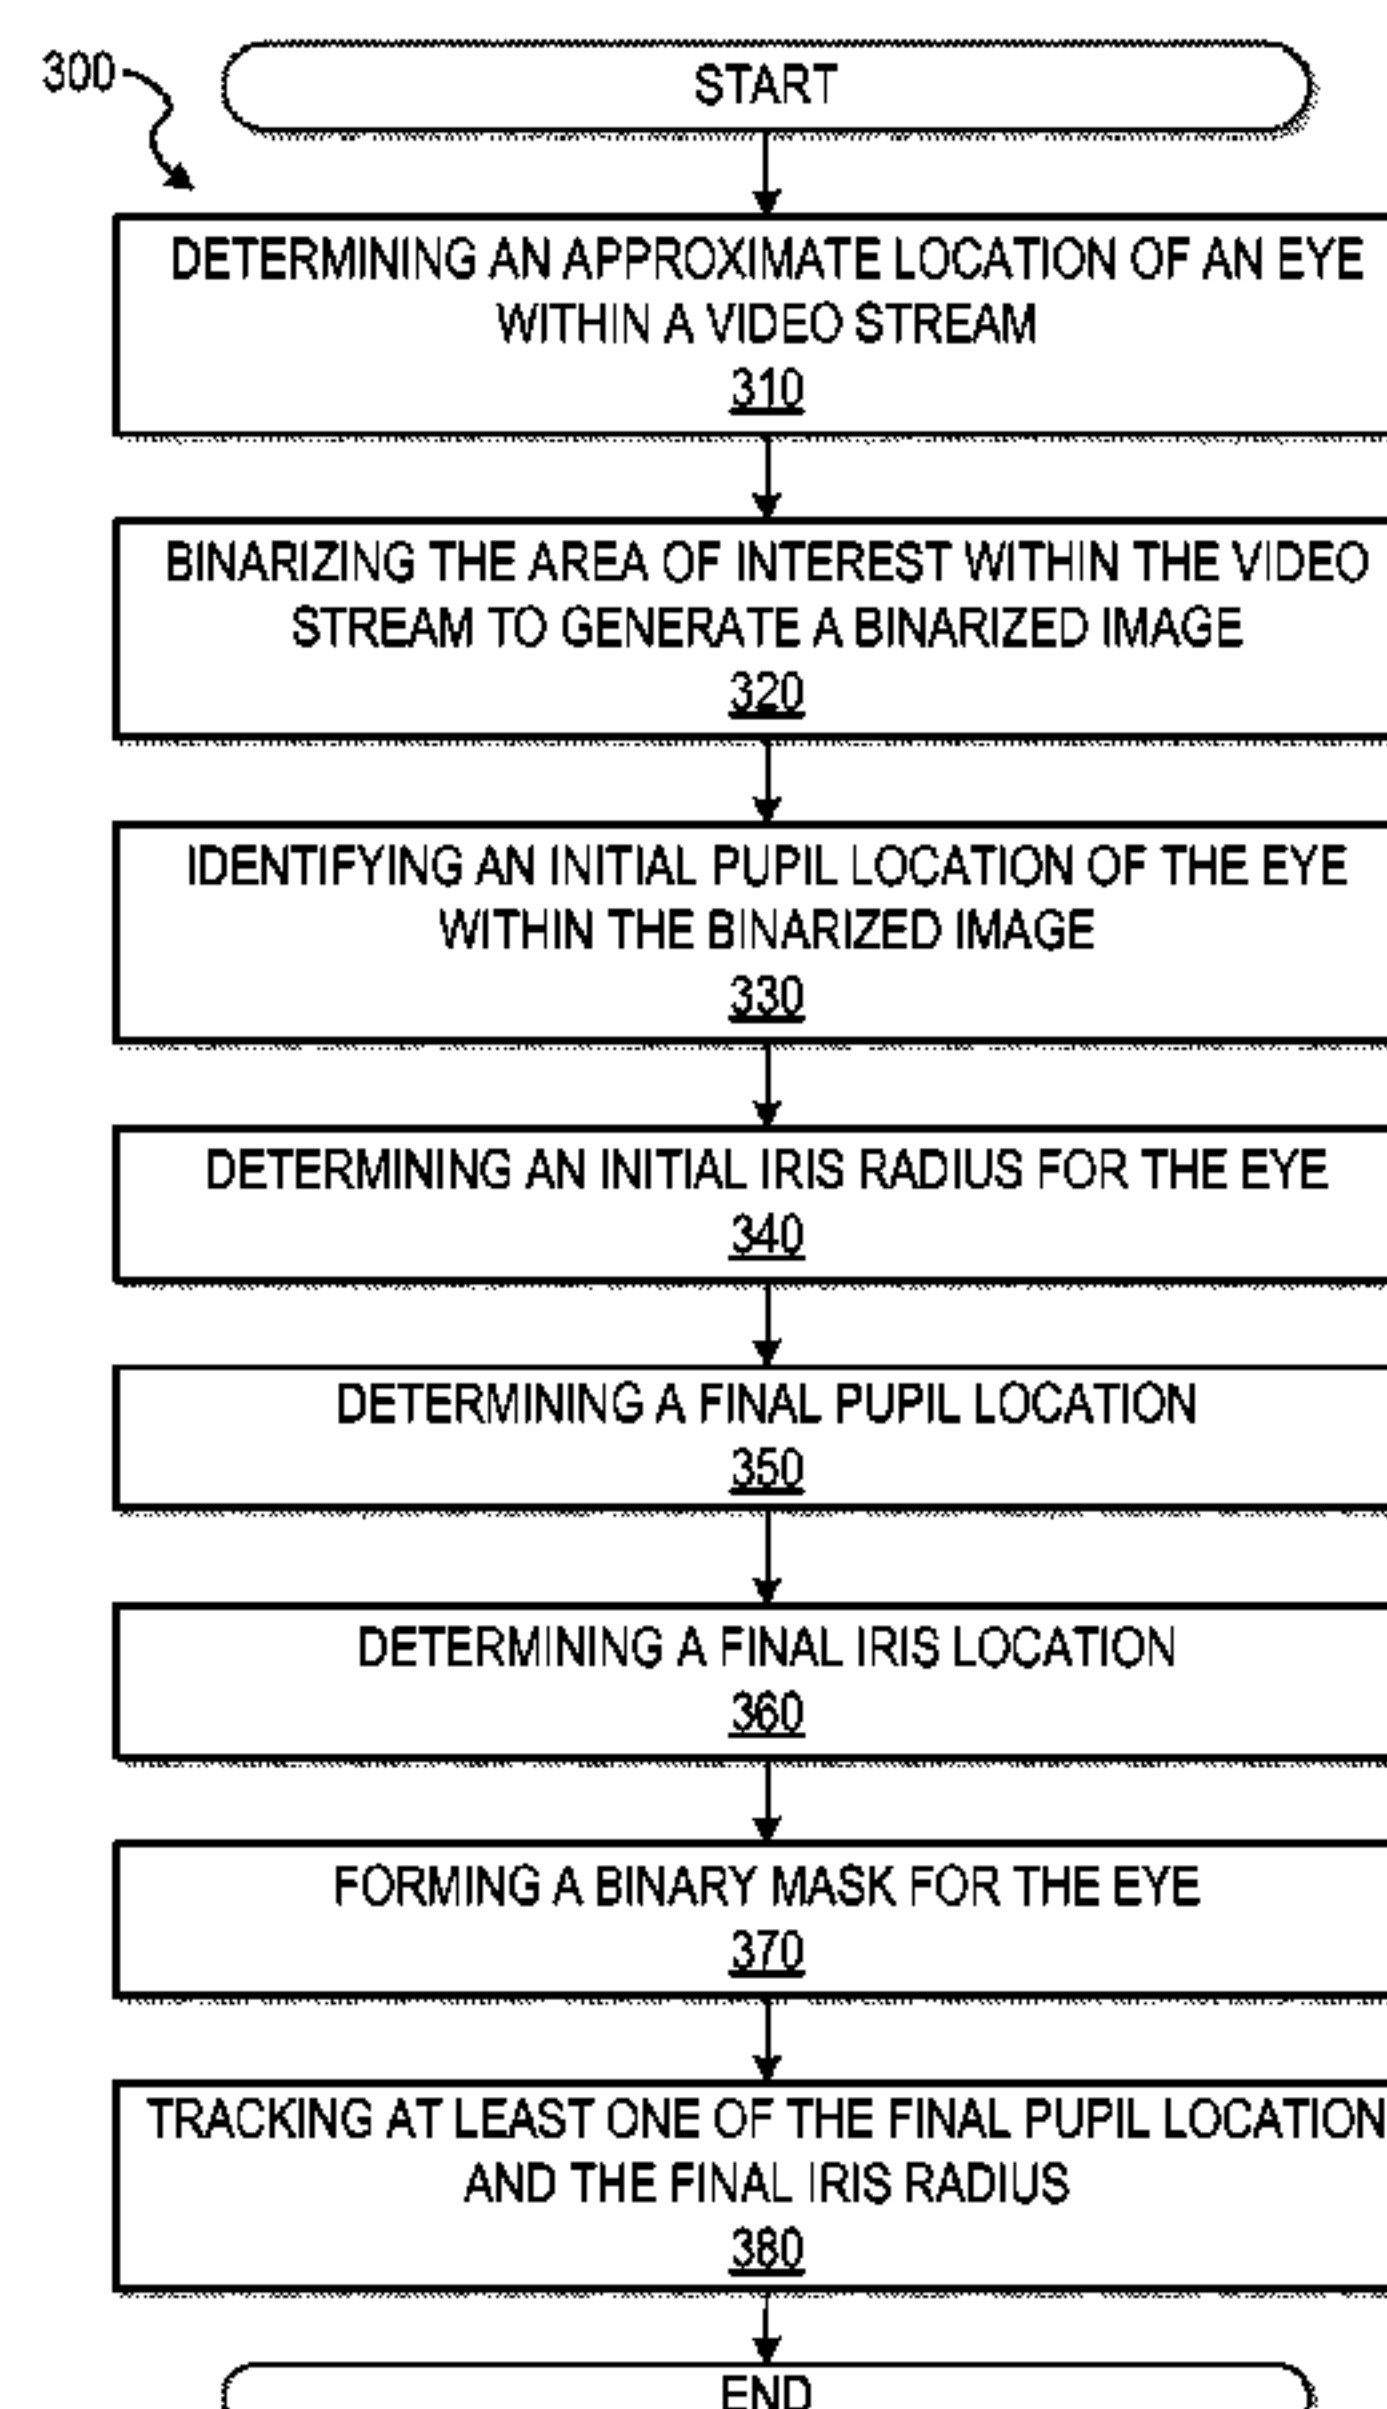 300
START
DETERMINING AN APPROXIMATE LOCATION OF AN EYE
WITHIN A VIDEO STREAM
310
BINARIZING THE AREA OF INTEREST WITHIN THE VIDEO
STREAM TO GENERATE A BINARIZED IMAGE
320
IDENTIFYING AN INITIAL PUPIL LOCATION OF THE EYE
WITHIN THE BINARIZED IMAGE
330
DETERMINING AN INITIAL IRIS RADIUS FOR THE EYE
340
DETERMINING A FINAL PUPIL LOCATION
350
DETERMINING A FINAL IRIS LOCATION
360
FORMING A BINARY MASK FOR THE EYE
370
TRACKING AT LEAST ONE OF THE FINAL PUPIL LOCATION
AND THE FINAL IRIS RADIUS
380
END